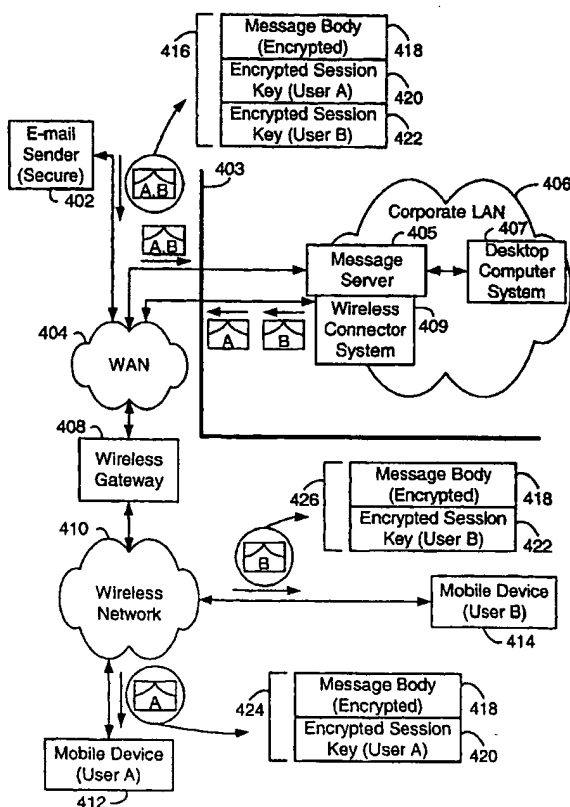 416
Message Body
(Encrypted)
418
Encrypted Session
Key (User A)
420
Encrypted Session
Key (User B)
422
E-mail
Sender
(Secure)
402
A,B
403
406
Corporate LAN
A,B
405
407
Message
Server
Desktop
Computer
System
Wireless
Connector
System
409
A
B
404
WAN
408
Wireless
Gateway
426
Message Body
(Encrypted)
418
Encrypted Session
Key (User B)
422
410
B
Wireless
Network
Mobile Device
(User B)
414
A
424
Message Body
(Encrypted)
418
Encrypted Session
Key (User A)
420
Mobile Device
(User A)
412